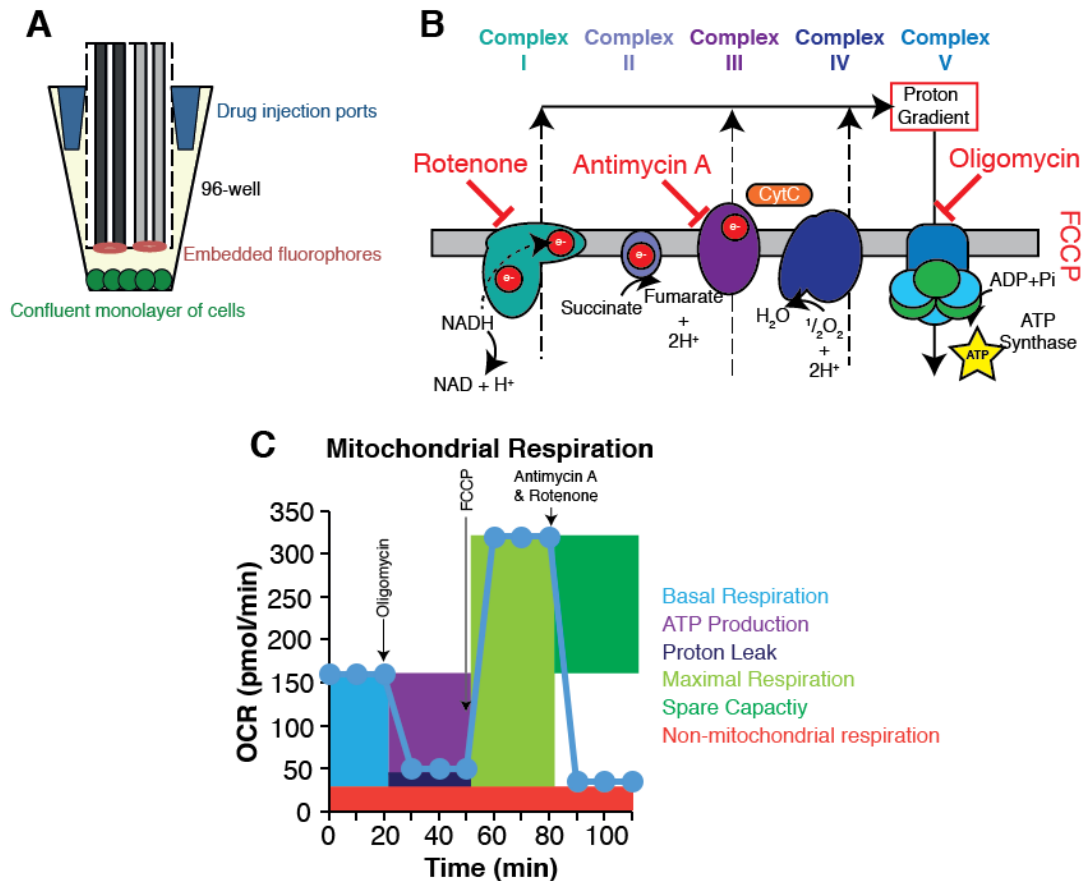 A
Drug injection ports
96-well
Embedded fluorophores
Confluent monolayer of cells
B
Complex
I
Complex
II
Complex
III
Complex
IV
Complex
V
Proton
Gradient
Rotenone
Antimycin A
Oligomycin
CytC
FCCP
e-
e-
e-
e-
NADH
NAD + H⁺
Succinate
Fumarate
+
2H⁺
H₂O
¹/₂O₂
+
2H⁺
ADP+Pi
ATP
ATP
Synthase
C
Mitochondrial Respiration
FCCP
Antimycin A
& Rotenone
Oligomycin
OCR (pmol/min)
350
300
250
200
150
100
50
0
0 20 40 60 80 100
Time (min)
Basal Respiration
ATP Production
Proton Leak
Maximal Respiration
Spare Capactiy
Non-mitochondrial respiration